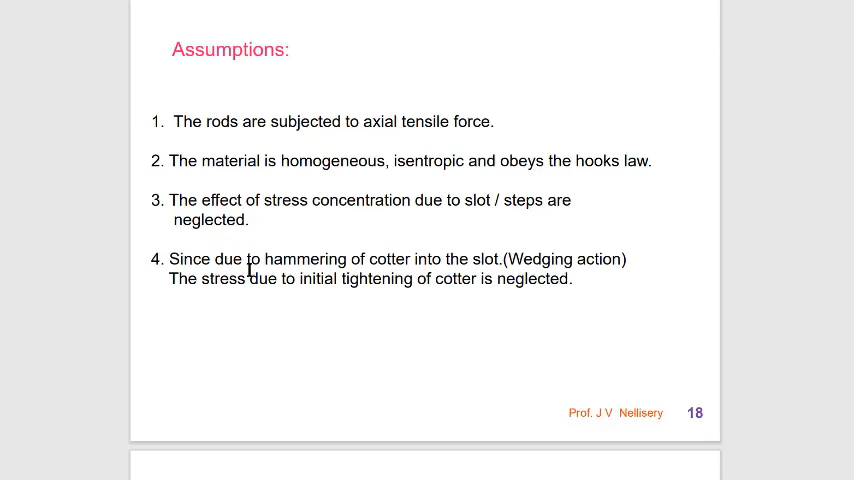 Assumptions:
1. The rods are subjected to axial tensile force.
2. The material is homogeneous, isentropic and obeys the hooks law.
3. The effect of stress concentration due to slot / steps are
neglected.
4. Since due to hammering of cotter into the slot.(Wedging action)
The stress due to initial tightening of cotter is neglected.
Prof. J V Nellisery 18